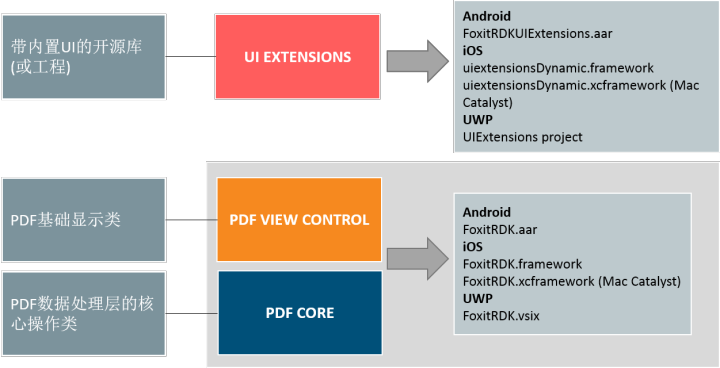 带内置UI的开源库
(或工程)
UI EXTENSIONS
Android
FoxitRDKUIExtensions.aar
iOS
uiextensionsDynamic.framework
uiextensionsDynamic.xcframework (Mac
Catalyst)
UWP
UIExtensions project
PDF基础显示类
PDF VIEW CONTROL
PDF数据处理层的核
心操作类
PDF CORE
Android
FoxitRDK.aar
iOS
FoxitRDK.framework
FoxitRDK.xcframework (Mac Catalyst)
UWP
FoxitRDK.vsix